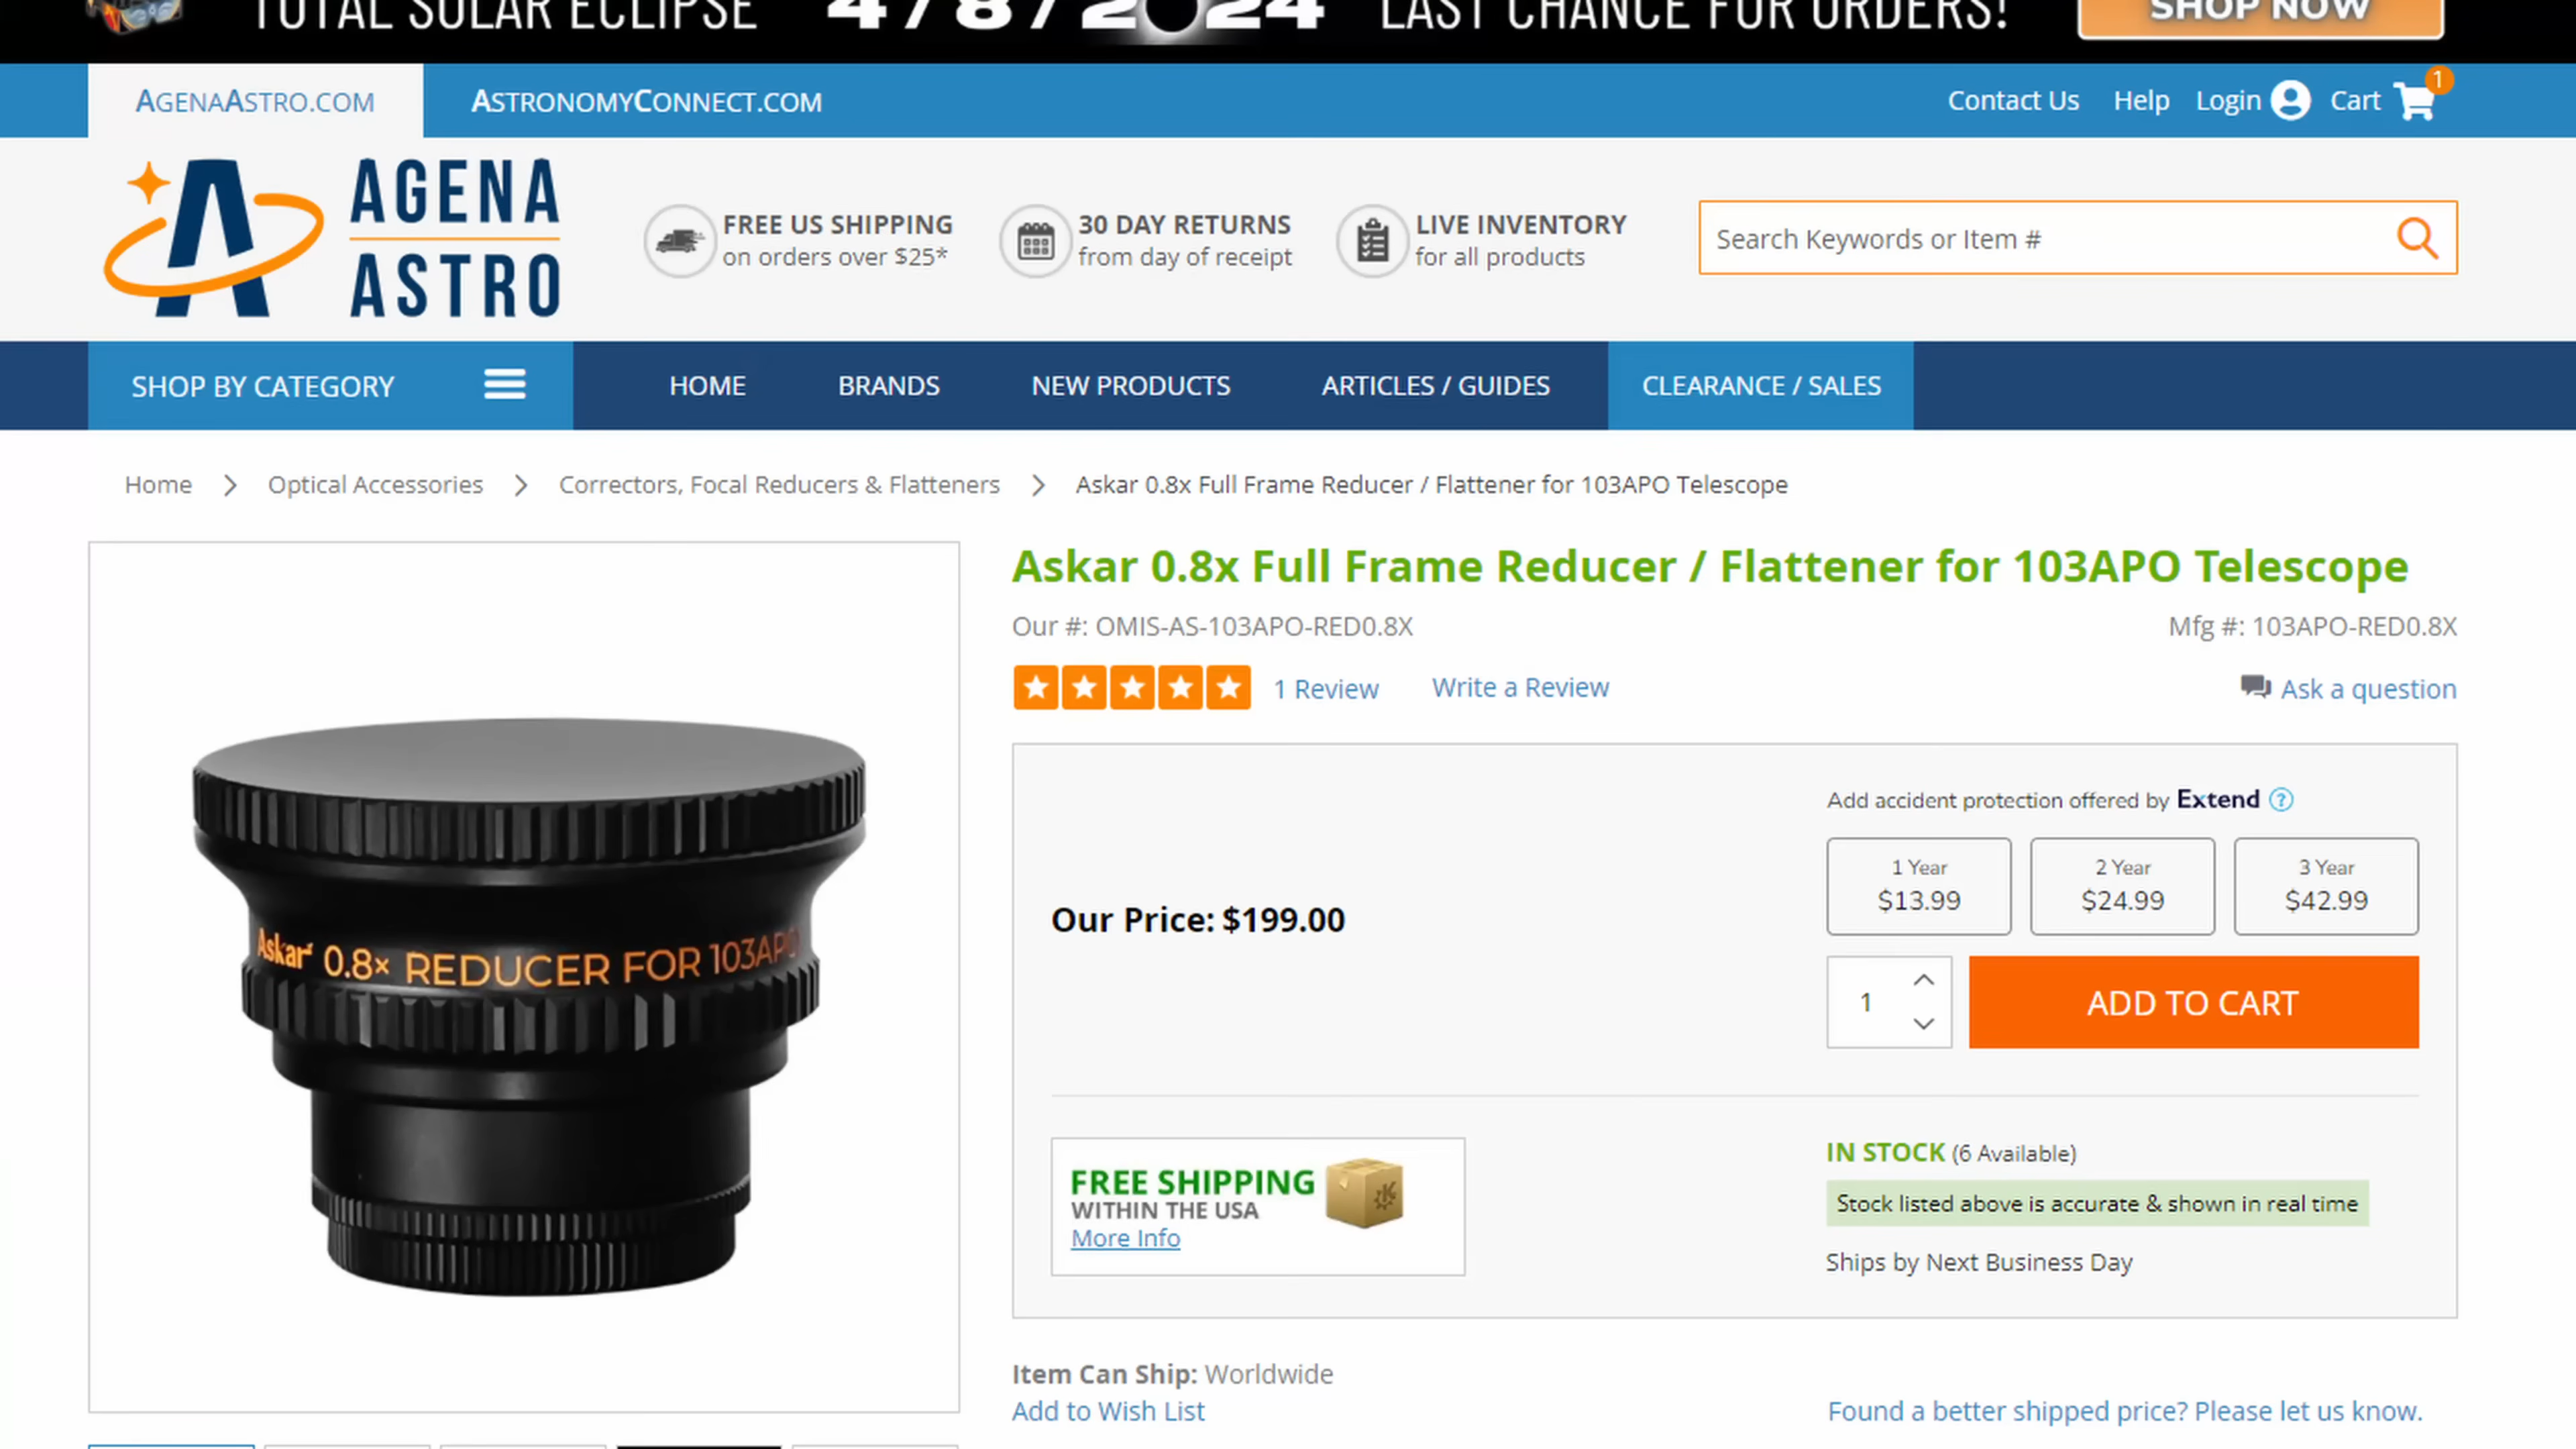 TOTAL SOLAR ECLIPSE 4/8/2024 LAST CHANCE FOR ORDERS! SHOP NOW
AGENAASTRO.COM ASTRONOMYCONNECT.COM Contact Us Help Login Cart 1
AGENA
ASTRO
FREE US SHIPPING
on orders over $25*
30 DAY RETURNS
from day of receipt
LIVE INVENTORY
for all products
Search Keywords or Item #
SHOP BY CATEGORY HOME BRANDS NEW PRODUCTS ARTICLES / GUIDES CLEARANCE / SALES
Home > Optical Accessories > Correctors, Focal Reducers & Flatteners > Askar 0.8x Full Frame Reducer / Flattener for 103APO Telescope
Askar 0.8× REDUCER FOR 103APO
Askar 0.8x Full Frame Reducer / Flattener for 103APO Telescope
Our #: OMIS-AS-103APO-RED0.8X Mfg #: 103APO-RED0.8X
1 Review Write a Review Ask a question
Our Price: $199.00
Add accident protection offered by Extend ?
1 Year
$13.99
2 Year
$24.99
3 Year
$42.99
1 ADD TO CART
FREE SHIPPING
WITHIN THE USA
More Info
IN STOCK (6 Available)
Stock listed above is accurate & shown in real time
Ships by Next Business Day
Item Can Ship: Worldwide
Add to Wish List
Found a better shipped price? Please let us know.